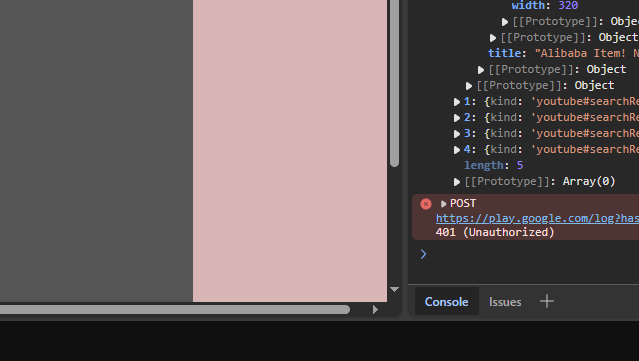 width: 320
[[Prototype]]: Obje
[[Prototype]]: Object
title: "Alibaba Item! N
[[Prototype]]: Object
[[Prototype]]: Object
1: {kind: 'youtube#searchRe
2: {kind: 'youtube#searchRe
3: {kind: 'youtube#searchRe
4: {kind: 'youtube#searchRe
length: 5
[[Prototype]]: Array(0)
POST
https://play.google.com/log?has
401 (Unauthorized)
Console Issues